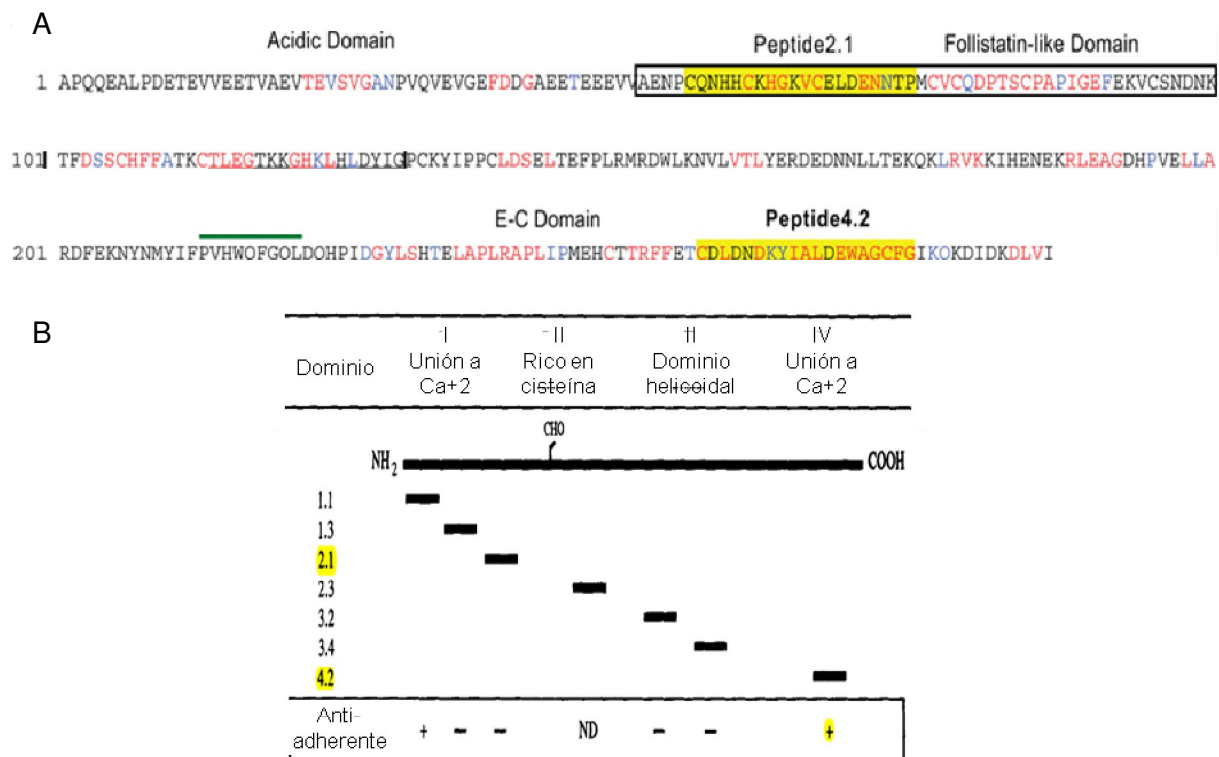 A
Acidic Domain Peptide2.1 Follistatin-like Domain
1 APQQEALPDETEVVEETVAEVTEVSVGANPVQVEVGEFDDGAEETEEEVVAENPCQNHHCKHGKVCELDENNTPMCVCQDPTSCPAPIGEFEKVCSNDNK
101 TFDSSCHFFATKCTLEGTKKGHKLHLDYIGPCKYIPPCLDSELTEFPLRMRDWLKNVLVTLYERDEDNNLLTEKQKLRVKKIHENEKRLEAGDHPVELLA
E-C Domain Peptide4.2
201 RDFEKNYNMYIFPVHWOFGOLDOHPIDGYLSHTELAPLRAPLIPMEHCTTRFFETCDLDNDKYIALDEWAGCFGIKOKDIDKDLVI
B
Dominio
I II II IV
Unión a Rico en Dominio Unión a
Ca+2 cisteína helicoidal Ca+2
CHO
NH2 COOH
1.1
1.3
2.1
2.3
3.2
3.4
4.2
Anti-
adherente + - - ND - - +